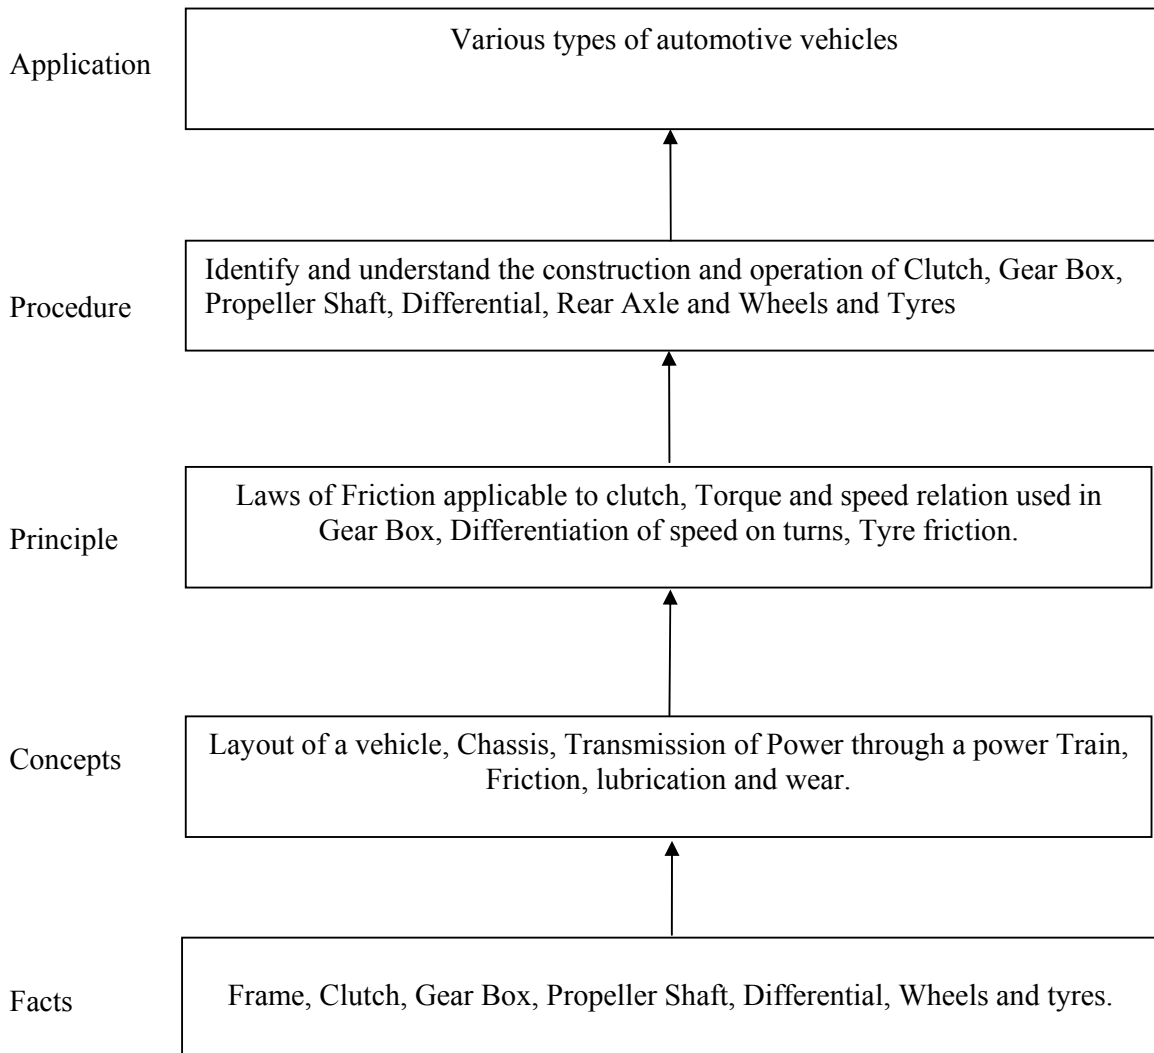 Application
Various types of automotive vehicles
Procedure
Identify and understand the construction and operation of Clutch, Gear Box,
Propeller Shaft, Differential, Rear Axle and Wheels and Tyres
Principle
Laws of Friction applicable to clutch, Torque and speed relation used in
Gear Box, Differentiation of speed on turns, Tyre friction.
Concepts
Layout of a vehicle, Chassis, Transmission of Power through a power Train,
Friction, lubrication and wear.
Facts
Frame, Clutch, Gear Box, Propeller Shaft, Differential, Wheels and tyres.